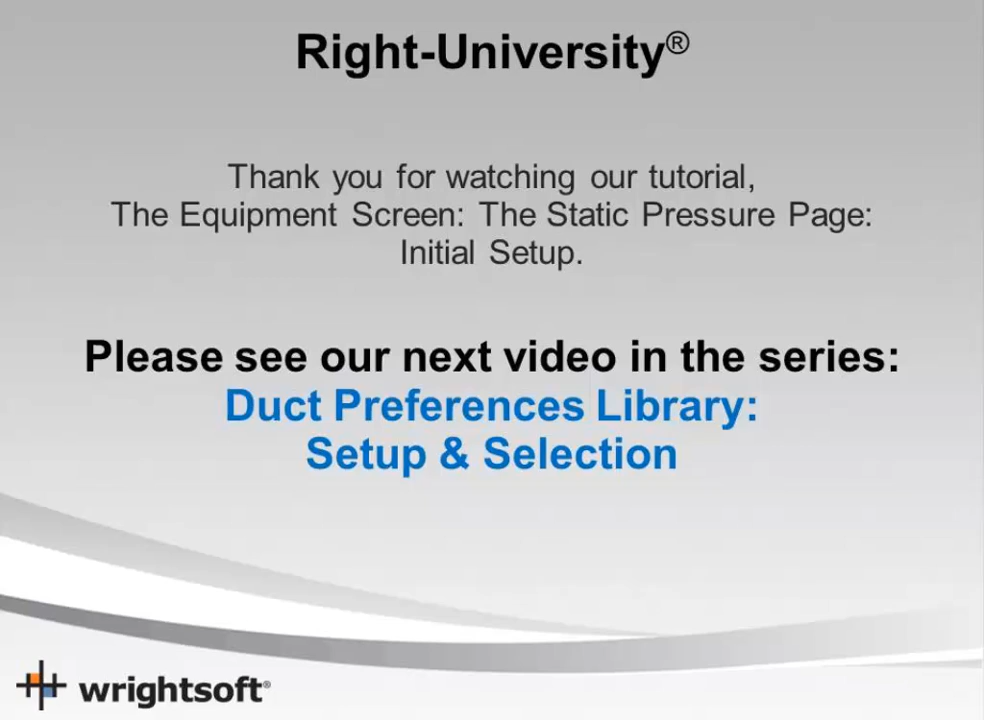 Right-University®
Thank you for watching our tutorial,
The Equipment Screen: The Static Pressure Page:
Initial Setup.
Please see our next video in the series:
Duct Preferences Library:
Setup & Selection
wrightsoft®